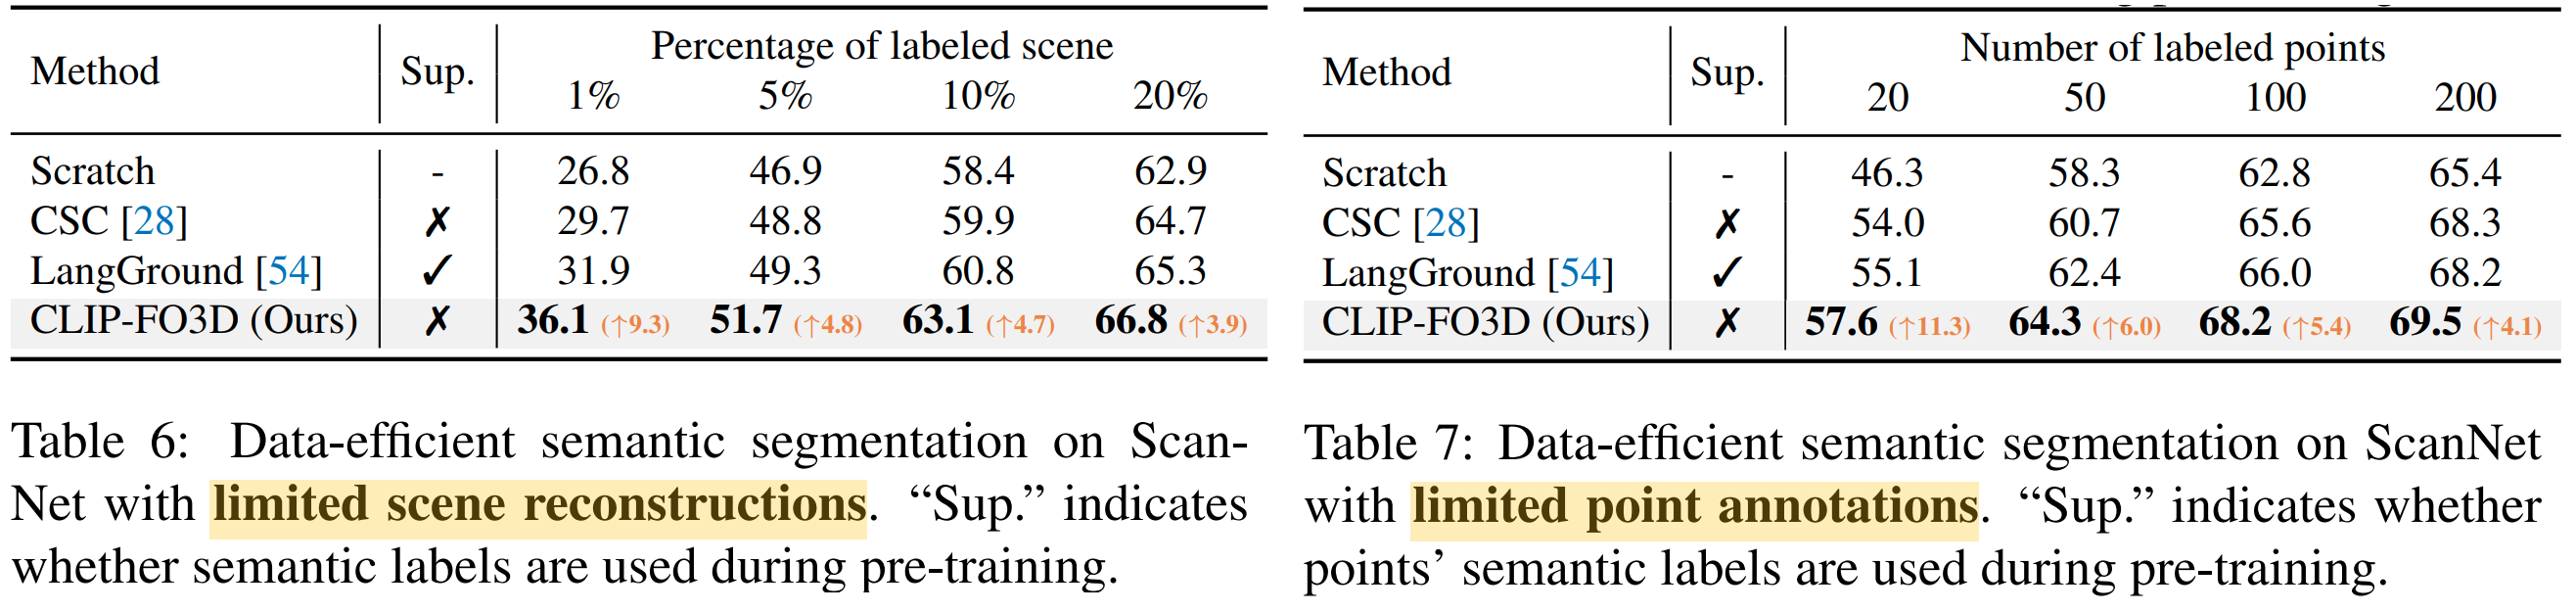 Method Sup. Percentage of labeled scene
1% 5% 10% 20%
Scratch - 26.8 46.9 58.4 62.9
CSC [28] ✗ 29.7 48.8 59.9 64.7
LangGround [54] ✓ 31.9 49.3 60.8 65.3
CLIP-FO3D (Ours) ✗ 36.1 (↑9.3) 51.7 (↑4.8) 63.1 (↑4.7) 66.8 (↑3.9)
Table 6: Data-efficient semantic segmentation on Scan-
Net with limited scene reconstructions. “Sup.” indicates
whether semantic labels are used during pre-training.
Method Sup. Number of labeled points
20 50 100 200
Scratch - 46.3 58.3 62.8 65.4
CSC [28] ✗ 54.0 60.7 65.6 68.3
LangGround [54] ✓ 55.1 62.4 66.0 68.2
CLIP-FO3D (Ours) ✗ 57.6 (↑11.3) 64.3 (↑6.0) 68.2 (↑5.4) 69.5 (↑4.1)
Table 7: Data-efficient semantic segmentation on ScanNet
with limited point annotations. “Sup.” indicates whether
points’ semantic labels are used during pre-training.